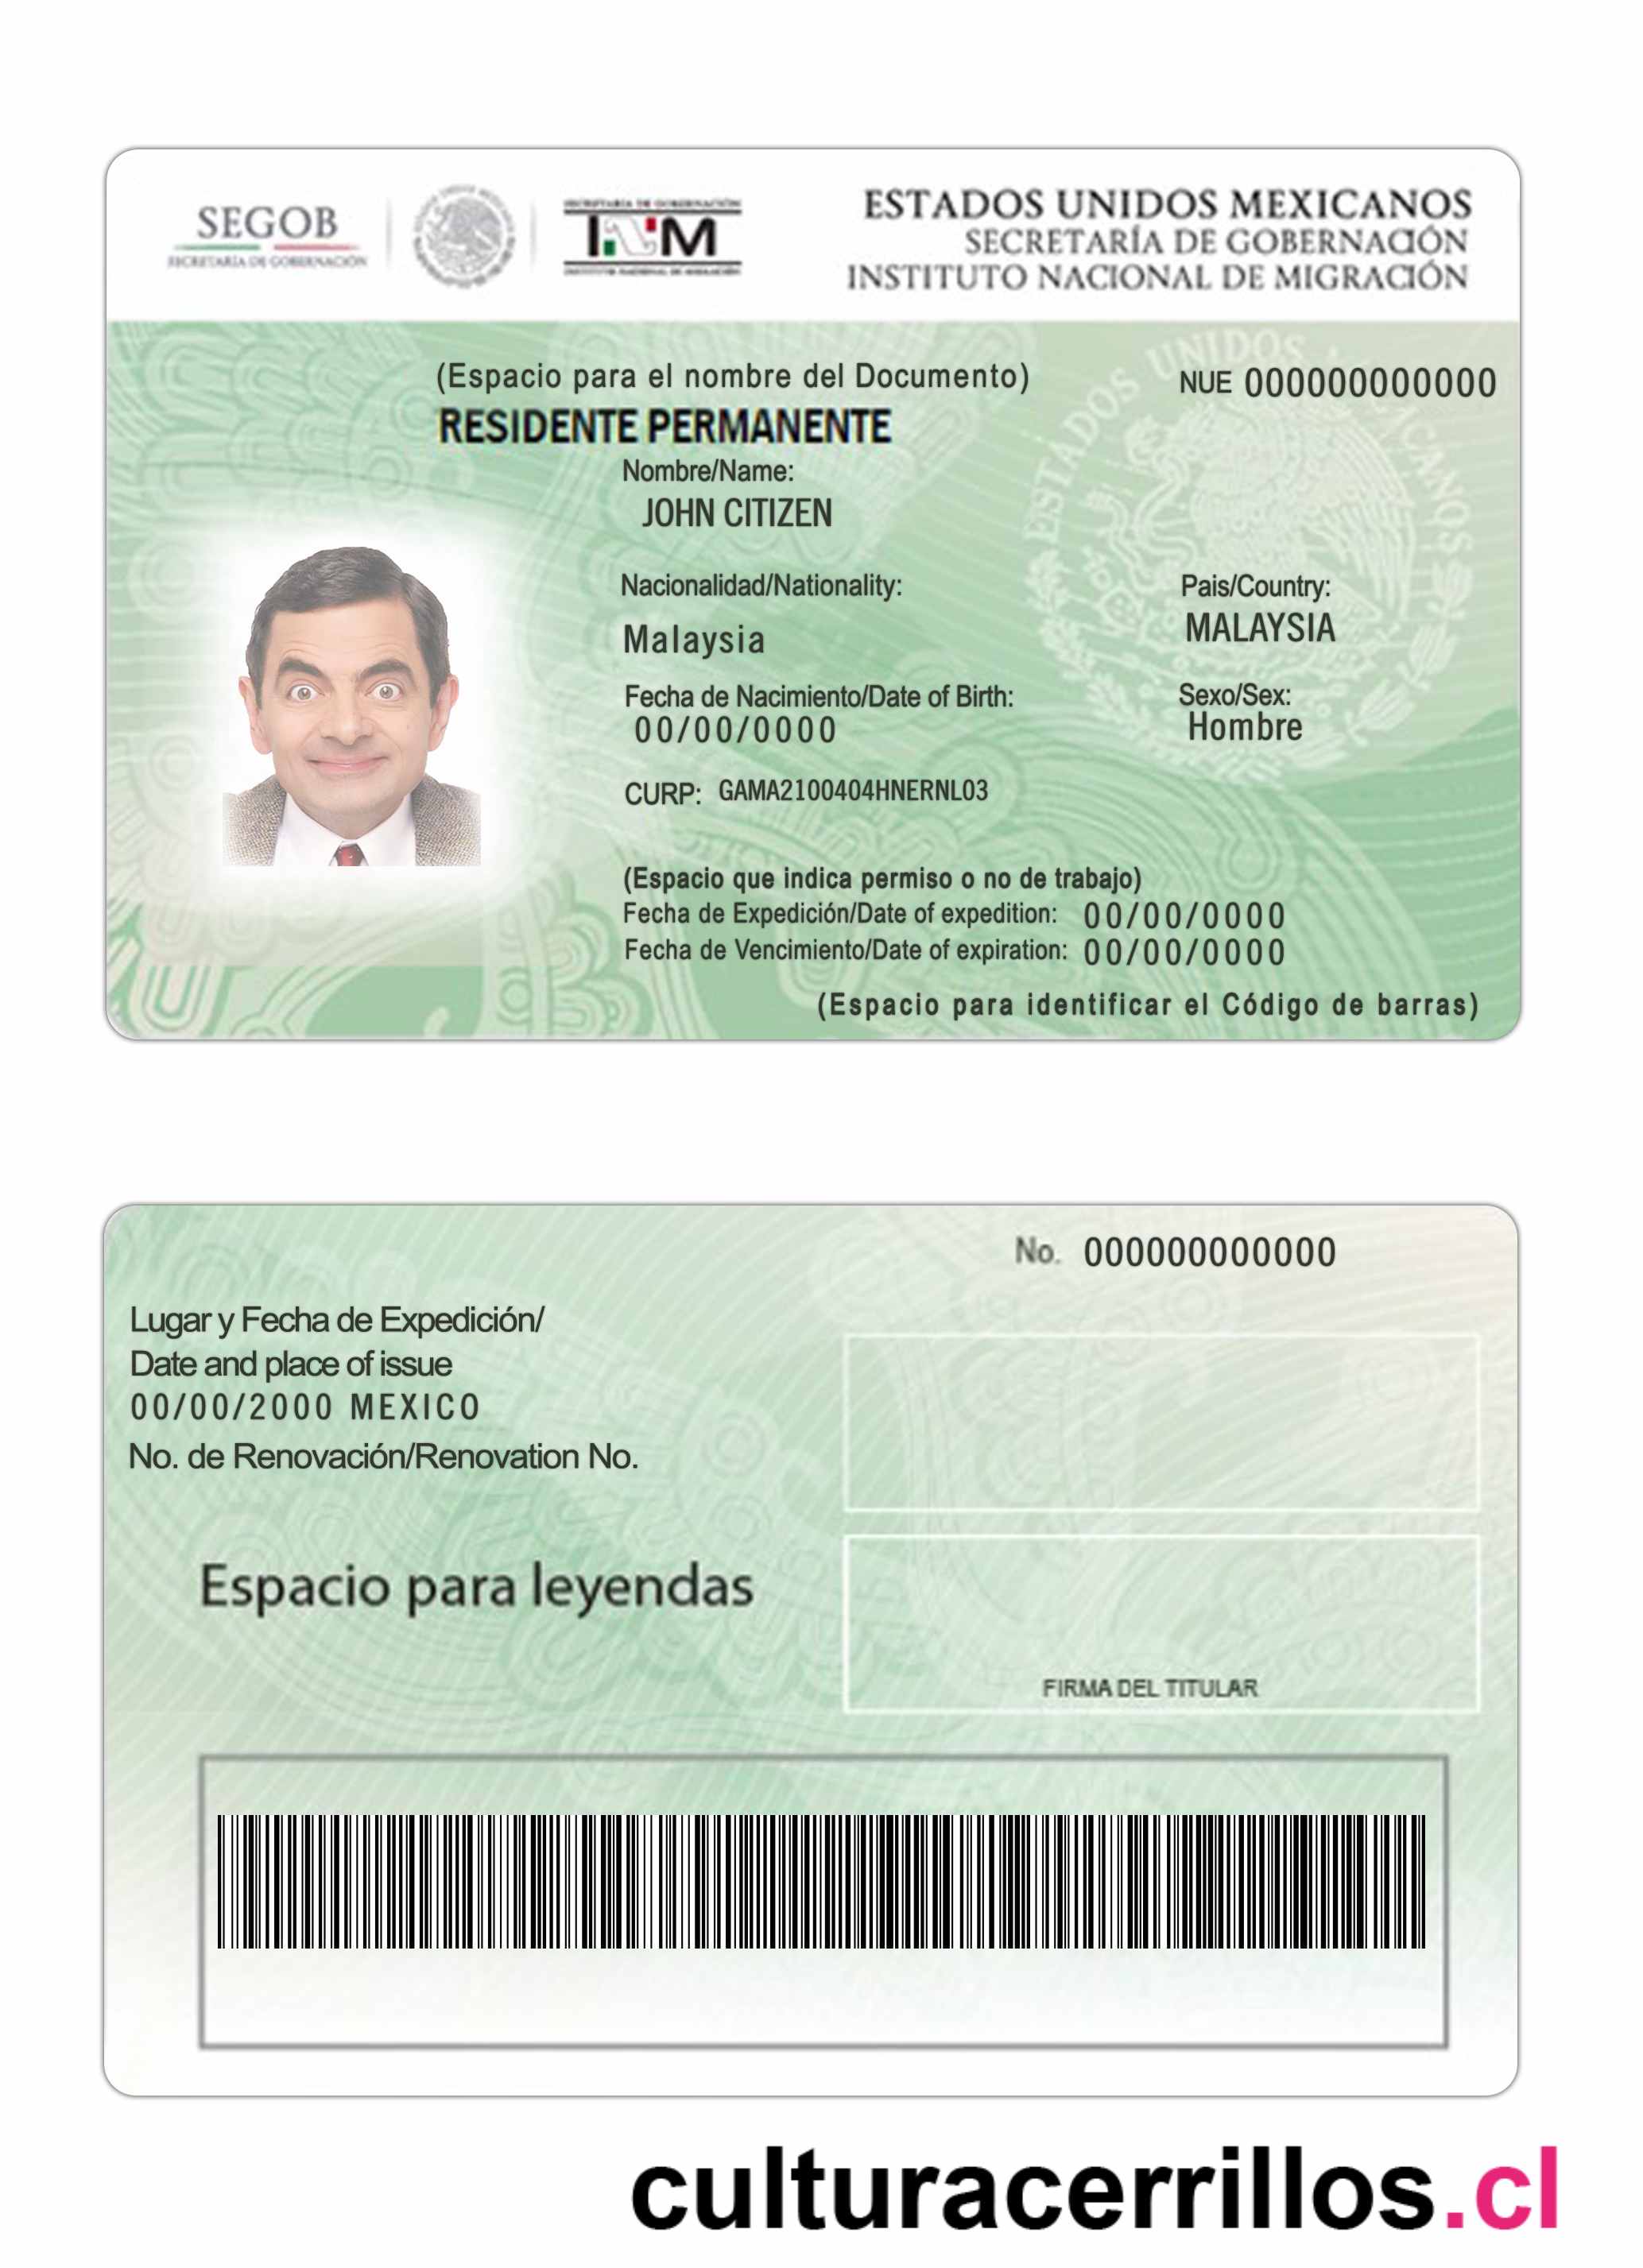 SEGOB
SECRETARÍA DE GOBERNACIÓN
SECRETARÍA DE GOBERNACIÓN
INM
INSTITUTO NACIONAL DE MIGRACIÓN
ESTADOS UNIDOS MEXICANOS
SECRETARÍA DE GOBERNACIÓN
INSTITUTO NACIONAL DE MIGRACIÓN
(Espacio para el nombre del Documento)
NUE 000000000000
RESIDENTE PERMANENTE
ESTADOS UNIDOS MEXICANOS
Nombre/Name:
JOHN CITIZEN
Nacionalidad/Nationality:
Pais/Country:
Malaysia
MALAYSIA
Fecha de Nacimiento/Date of Birth:
Sexo/Sex:
00/00/0000
Hombre
CURP: GAMA2100404HNERNL03
(Espacio que indica permiso o no de trabajo)
Fecha de Expedición/Date of expedition: 00/00/0000
Fecha de Vencimiento/Date of expiration: 00/00/0000
(Espacio para identificar el Código de barras)
No. 000000000000
Lugar y Fecha de Expedición/
Date and place of issue
00/00/2000 MEXICO
No. de Renovación/Renovation No.
Espacio para leyendas
FIRMA DEL TITULAR
culturacerrillos.cl